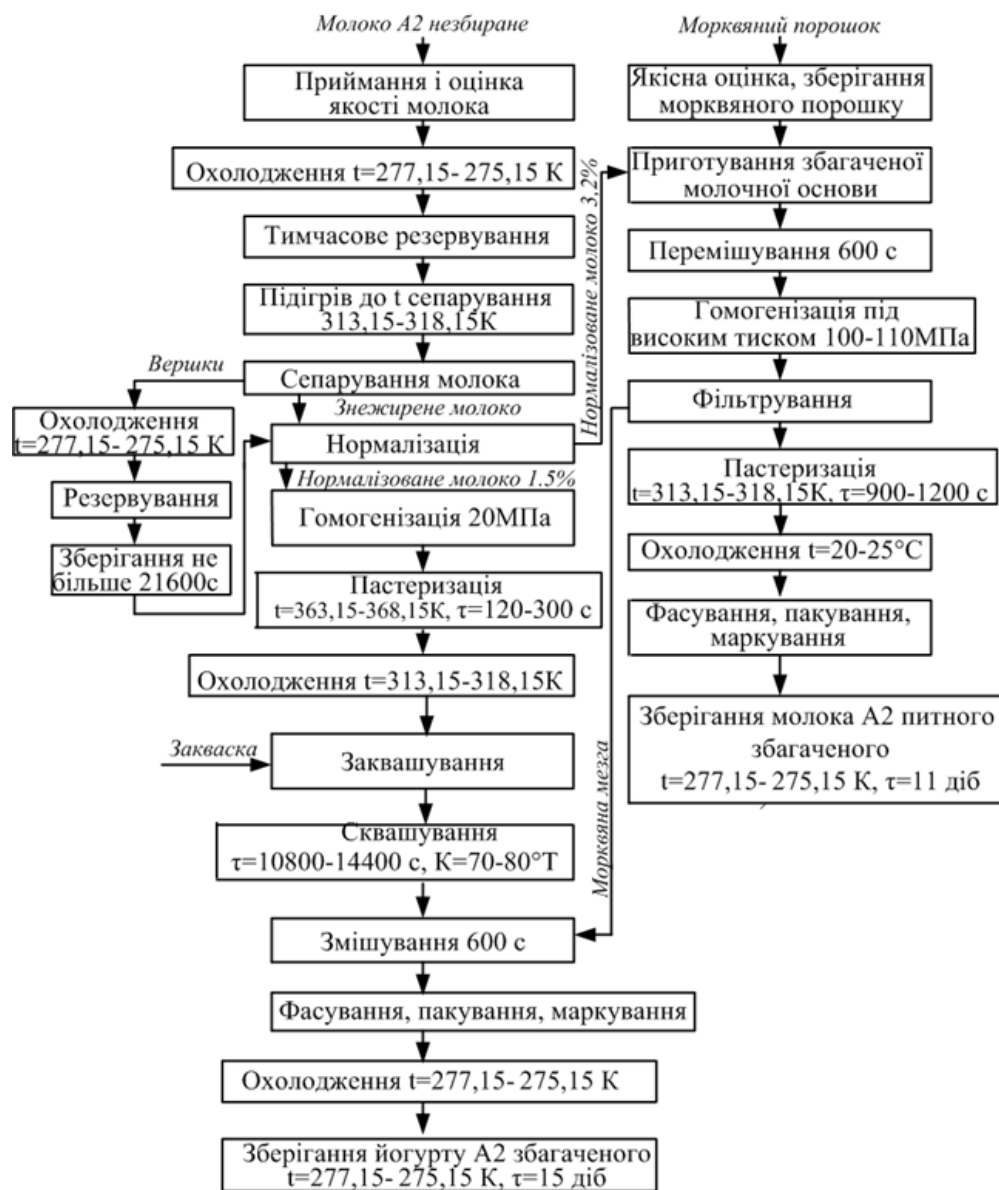 Молоко А2 незбиране
Приймання і оцінка
якості молока
Охолодження t=277,15- 275,15 К
Тимчасове резервування
Підігрів до t сепарування
313,15-318,15К
Вершки
Сепарування молока
Охолодження
t=277,15- 275,15 К
Знежирене молоко
Нормалізація
Резервування
Нормалізоване молоко 1.5%
Гомогенізація 20МПа
Зберігання не
більше 21600с
Пастеризація
t=363,15-368,15К, τ=120-300 с
Охолодження t=313,15-318,15К
Закваска
Заквашування
Сквашування
τ=10800-14400 с, К=70-80°Т
Змішування 600 с
Фасування, пакування, маркування
Охолодження t=277,15- 275,15 К
Зберігання йогурту А2 збагаченого
t=277,15- 275,15 К, τ=15 діб
Нормалізоване молоко 3,2%
Морквяний порошок
Якісна оцінка, зберігання
морквяного порошку
Приготування збагаченої
молочної основи
Перемішування 600 с
Гомогенізація під
високим тиском 100-110МПа
Фільтрування
Морквяна мезга
Пастеризація
t=313,15-318,15К, τ=900-1200 с
Охолодження t=20-25°С
Фасування, пакування,
маркування
Зберігання молока А2 питного
збагаченого
t=277,15- 275,15 К, τ=11 діб